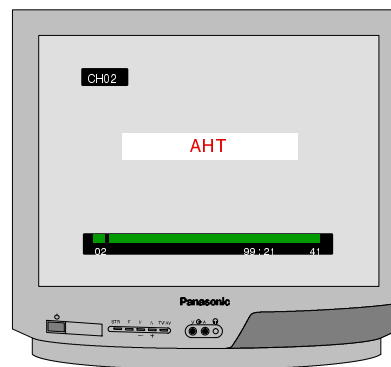 CH02
AHT
02 99:21 41
Panasonic
STR F V Λ TV/AV
− +
V Λ